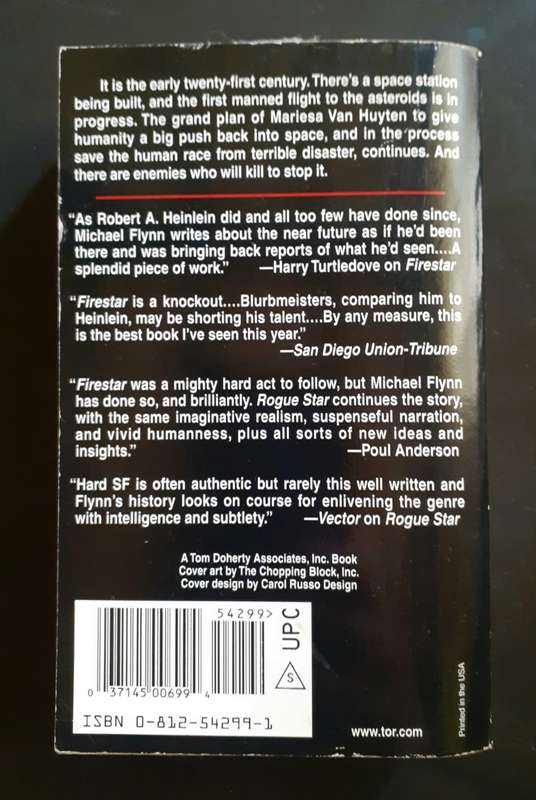 It is the early twenty-first century. There's a space station
being built, and the first manned flight to the asteroids is in
progress. The grand plan of Mariesa Van Huyten to give
humanity a big push back into space, and in the process
save the human race from terrible disaster, continues. And
there are enemies who will kill to stop it.
“As Robert A. Heinlein did and all too few have done since,
Michael Flynn writes about the near future as if he'd been
there and was bringing back reports of what he'd seen....A
splendid piece of work.” —Harry Turtledove on Firestar
“Firestar is a knockout....Blurbmeisters, comparing him to
Heinlein, may be shorting his talent....By any measure, this
is the best book I've seen this year.”
—San Diego Union-Tribune
“Firestar was a mighty hard act to follow, but Michael Flynn
has done so, and brilliantly. Rogue Star continues the story,
with the same imaginative realism, suspenseful narration,
and vivid humanness, plus all sorts of new ideas and
insights.” —Poul Anderson
“Hard SF is often authentic but rarely this well written and
Flynn's history looks on course for enlivening the genre
with intelligence and subtlety.” —Vector on Rogue Star
A Tom Doherty Associates, Inc. Book
Cover art by The Chopping Block, Inc.
Cover design by Carol Russo Design
54299>
UPC
S
0 37145 00699 4
ISBN 0-812-54299-1
www.tor.com
Printed in the USA